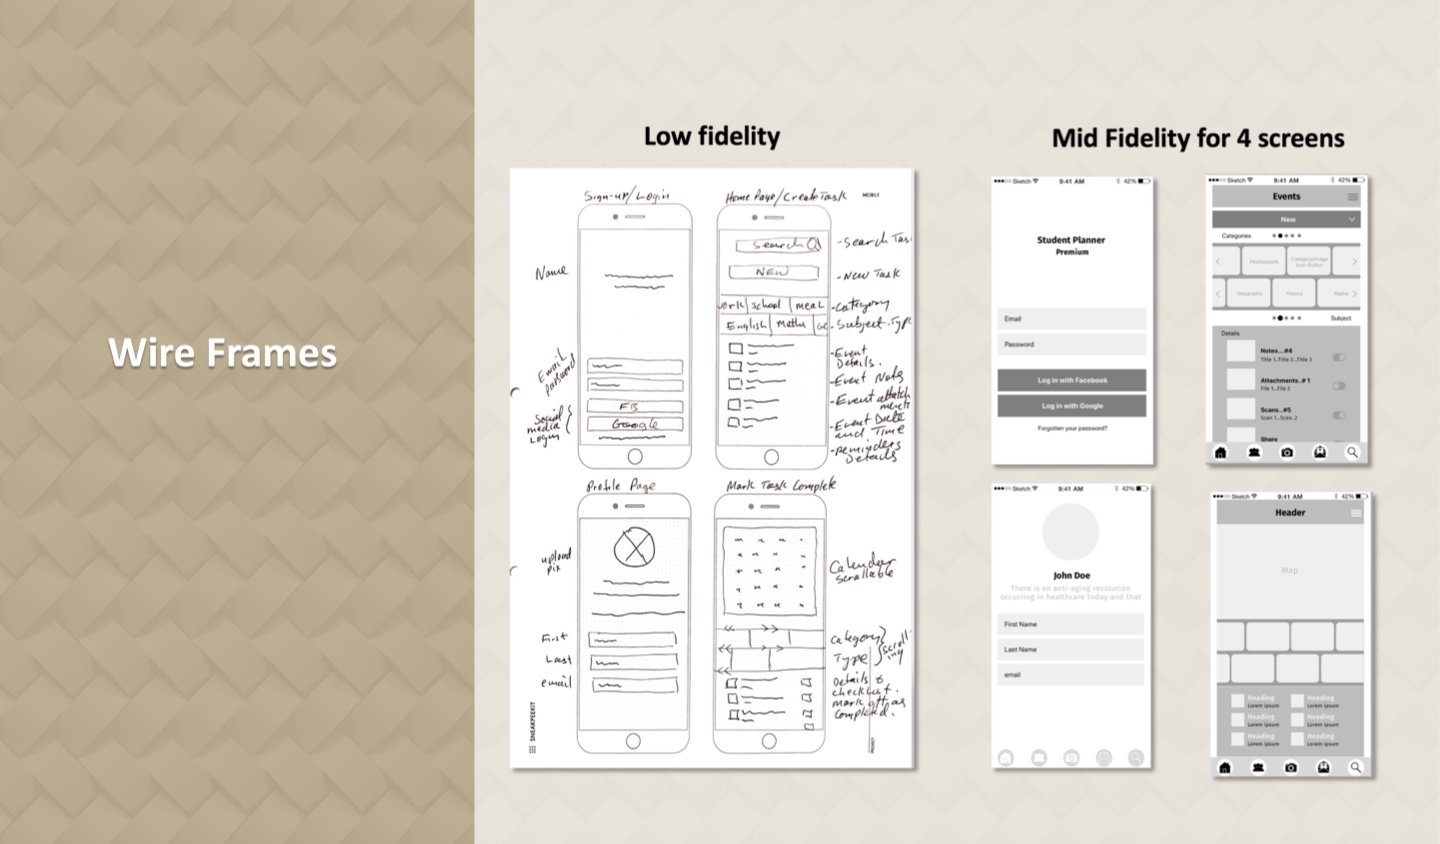 Wire Frames
Low fidelity
Sign-up/Login
Name
Email
Password
Social
media
Login
FB
Google
Home Page/Create Task
MOBILE
Search
-Search Tas
NEW
-New Task
work school meal
-Category
English Maths
-Subject Type
-Event
Details.
-Event Notes
-Event attach
ment
-Event Date
and Time
-reminders
Details
Profile Page
upload
pix
First
Last
email
Mark Task Complete
Calendar
scrollable
category
Type
scroll-
ing
Details &
checklist.
mark off as
completed.
SNEAKPEEKIT
PROJECT
Mid Fidelity for 4 screens
Sketch 9:41 AM 42%
Student Planner
Premium
Email
Password
Log in with Facebook
Log in with Google
Forgotten your password?
Sketch 9:41 AM 42%
Events
New
Categories
Homework
Category/Image
Icon-Button
Geography History Maths
Subject
Details
Notes...#4
Title 1..Title 2...Title 3
Attachments..# 1
File 1...File 2
Scans..#5
Scan 1...Scan..2
Share
Sketch 9:41 AM 42%
John Doe
There is an anti-aging revolution
occurring in healthcare today and that
First Name
Last Name
email
Sketch 9:41 AM 42%
Header
Map
Heading Heading
Lorem ipsum Lorem ipsum
Heading Heading
Lorem ipsum Lorem ipsum
Heading Heading
Lorem ipsum Lorem ipsum